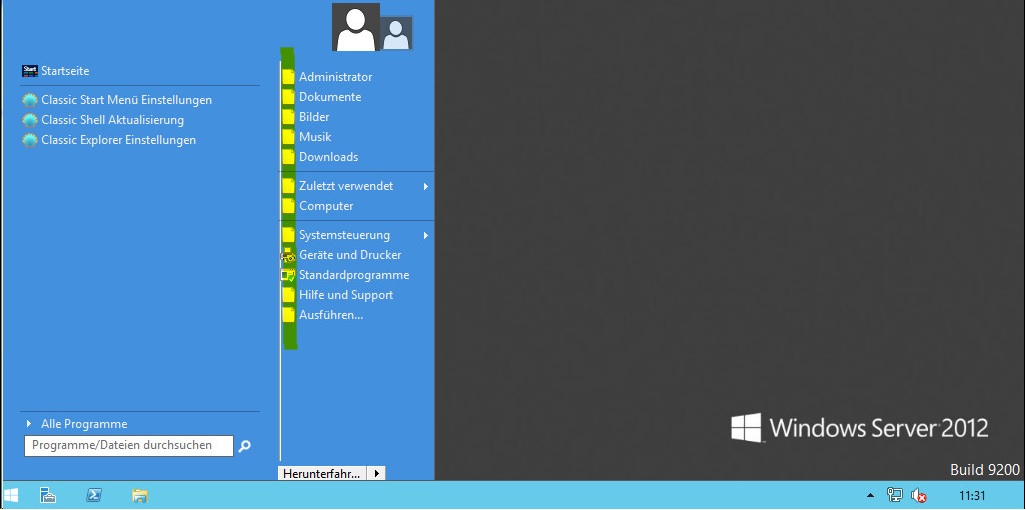 Start
Startseite
Classic Start Menü Einstellungen
Classic Shell Aktualisierung
Classic Explorer Einstellungen
Alle Programme
Programme/Dateien durchsuchen
Administrator
Dokumente
Bilder
Musik
Downloads
Zuletzt verwendet
Computer
Systemsteuerung
Geräte und Drucker
Standardprogramme
Hilfe und Support
Ausführen...
Herunterfahr...
Windows Server 2012
Build 9200
11:31